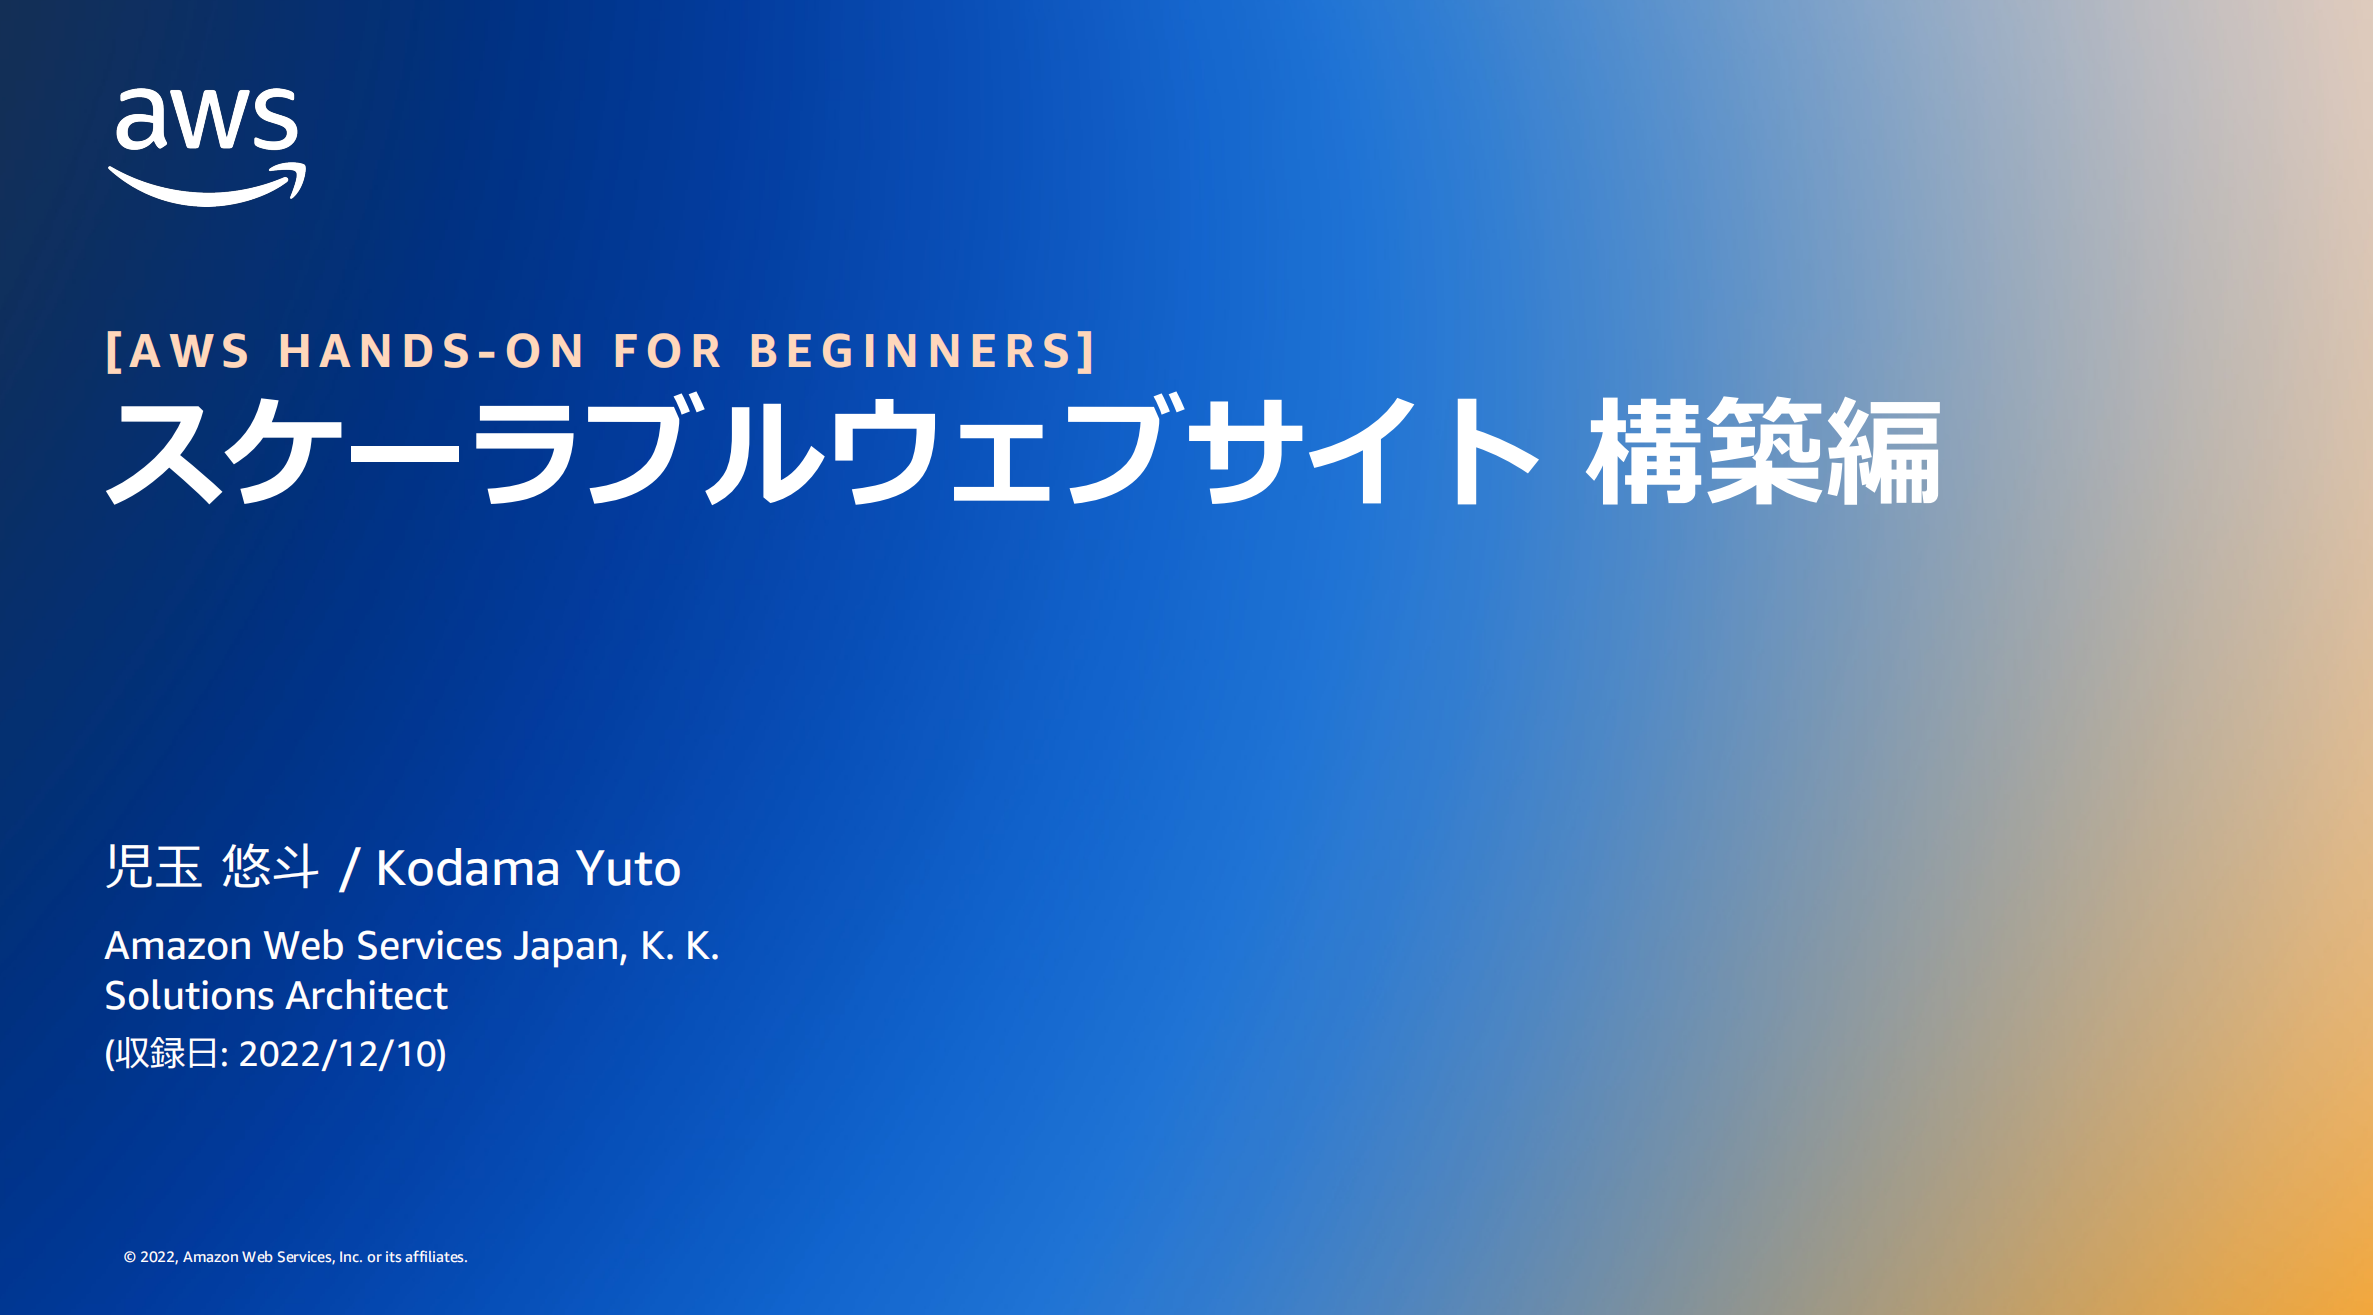 aws
[AWS HANDS-ON FOR BEGINNERS]
スケーラブルウェブサイト 構築編
児玉 悠斗 / Kodama Yuto
Amazon Web Services Japan, K. K.
Solutions Architect
(収録日: 2022/12/10)
© 2022, Amazon Web Services, Inc. or its affiliates.